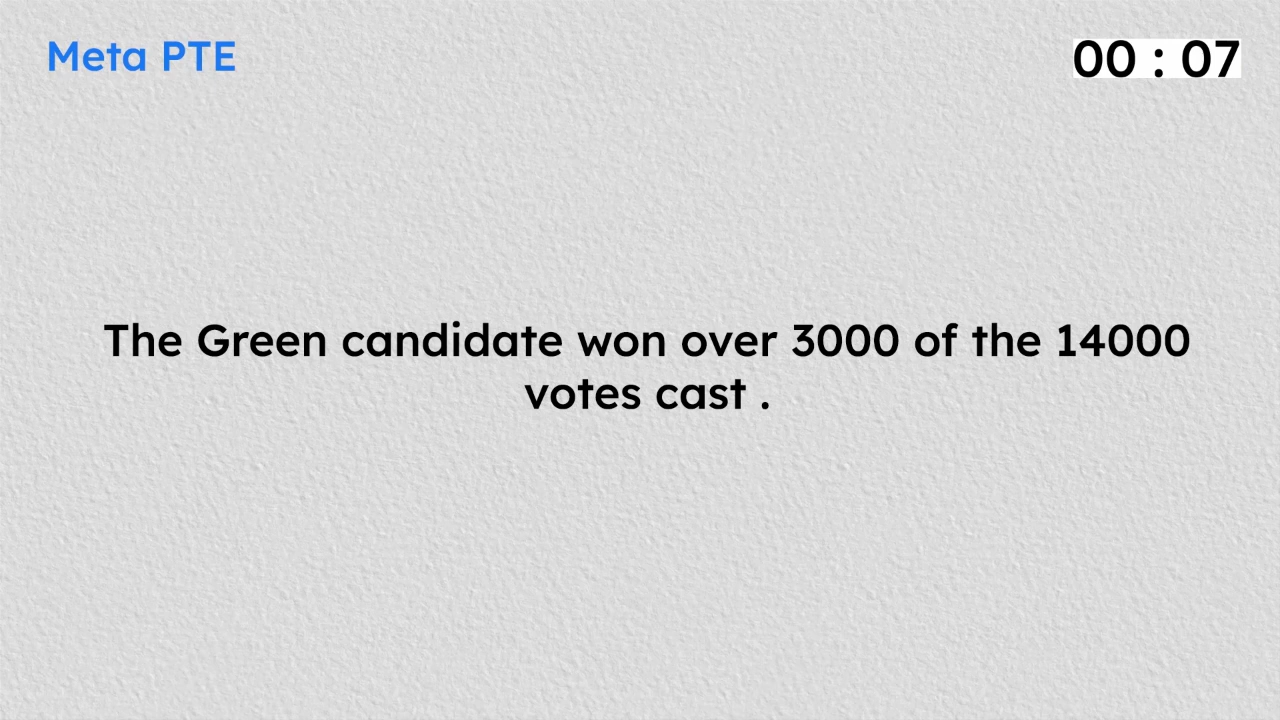 Meta PTE
00 : 07
The Green candidate won over 3000 of the 14000
votes cast .